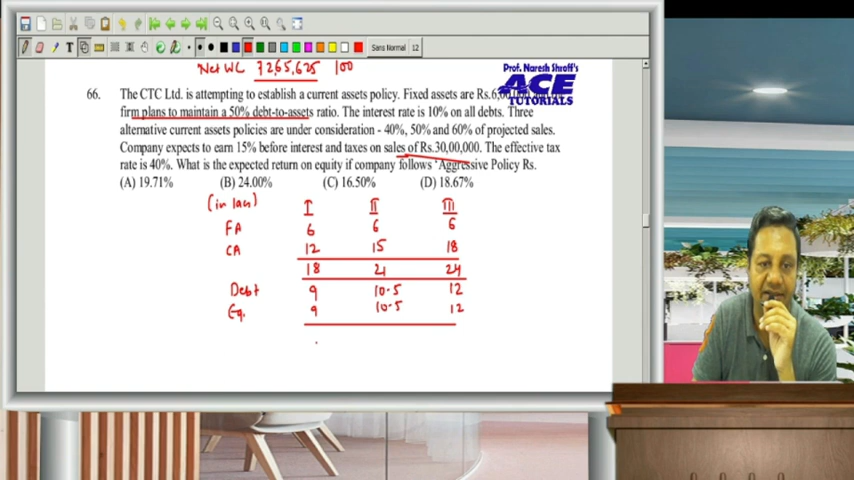 Sans Normal 12
Net WC 7265,625 100
Prof. Naresh Shroff's
ACE
TUTORIALS
66. The CTC Ltd. is attempting to establish a current assets policy. Fixed assets are Rs.6,
firm plans to maintain a 50% debt-to-assets ratio. The interest rate is 10% on all debts. Three
alternative current assets policies are under consideration - 40%, 50% and 60% of projected sales.
Company expects to earn 15% before interest and taxes on sales of Rs.30,00,000. The effective tax
rate is 40%. What is the expected return on equity if company follows 'Aggressive Policy Rs.
(A) 19.71% (B) 24.00% (C) 16.50% (D) 18.67%
(in lacs) I II III
FA 6 6 6
CA 12 15 18
18 21 24
Debt 9 10.5 12
Eq. 9 10.5 12